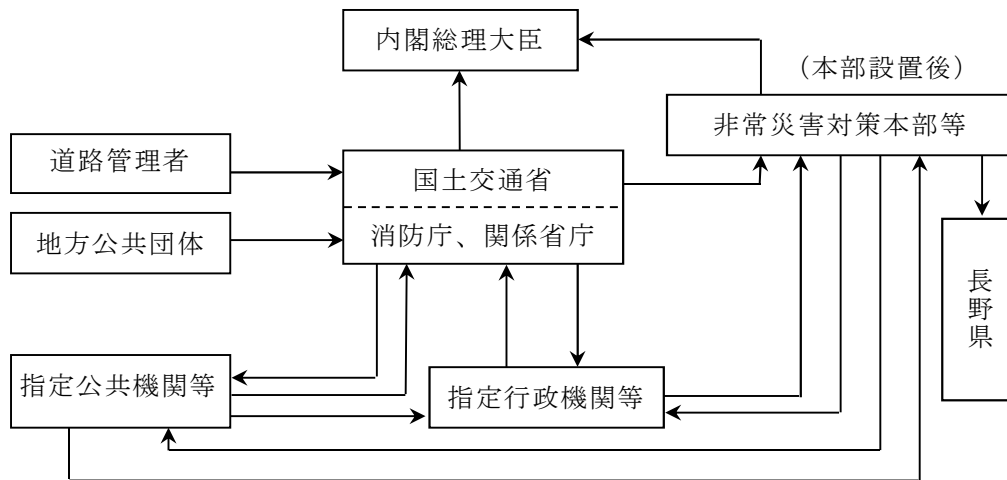 内閣総理大臣
（本部設置後）
非常災害対策本部等
道路管理者
国土交通省
地方公共団体
消防庁、関係省庁
長野県
指定公共機関等
指定行政機関等